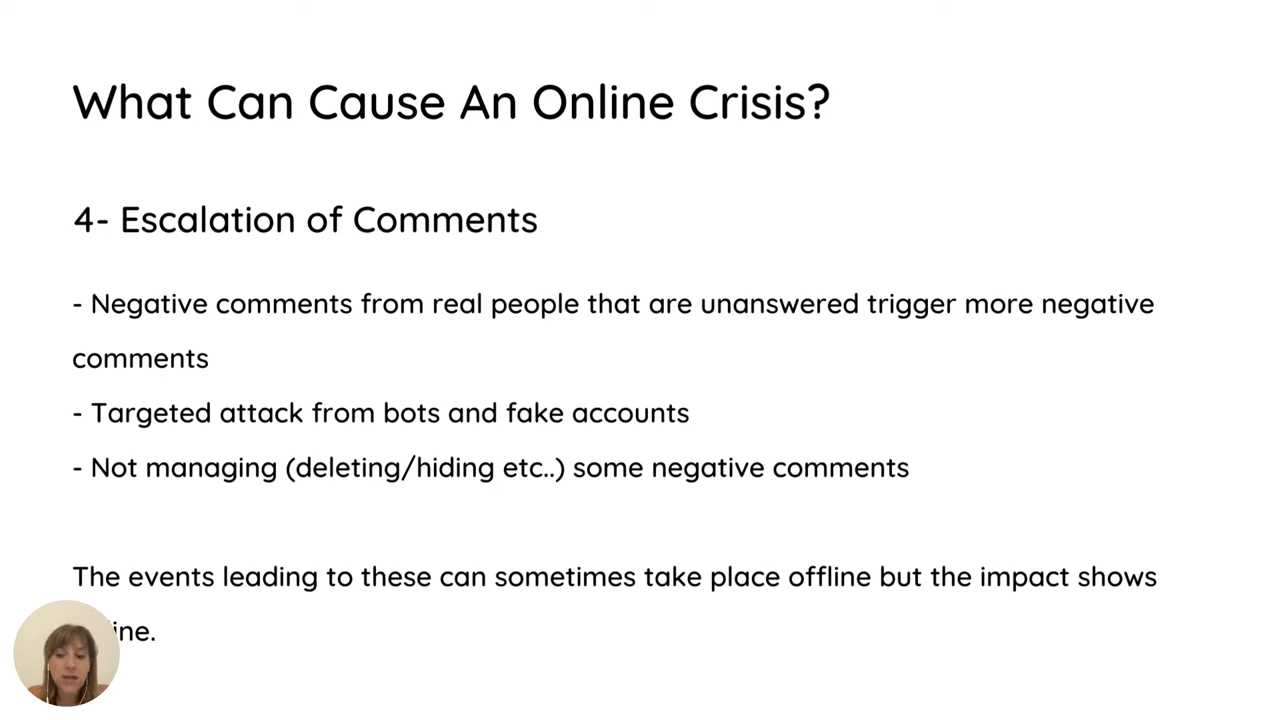 What Can Cause An Online Crisis?
4- Escalation of Comments
- Negative comments from real people that are unanswered trigger more negative
comments
- Targeted attack from bots and fake accounts
- Not managing (deleting/hiding etc..) some negative comments
The events leading to these can sometimes take place offline but the impact shows